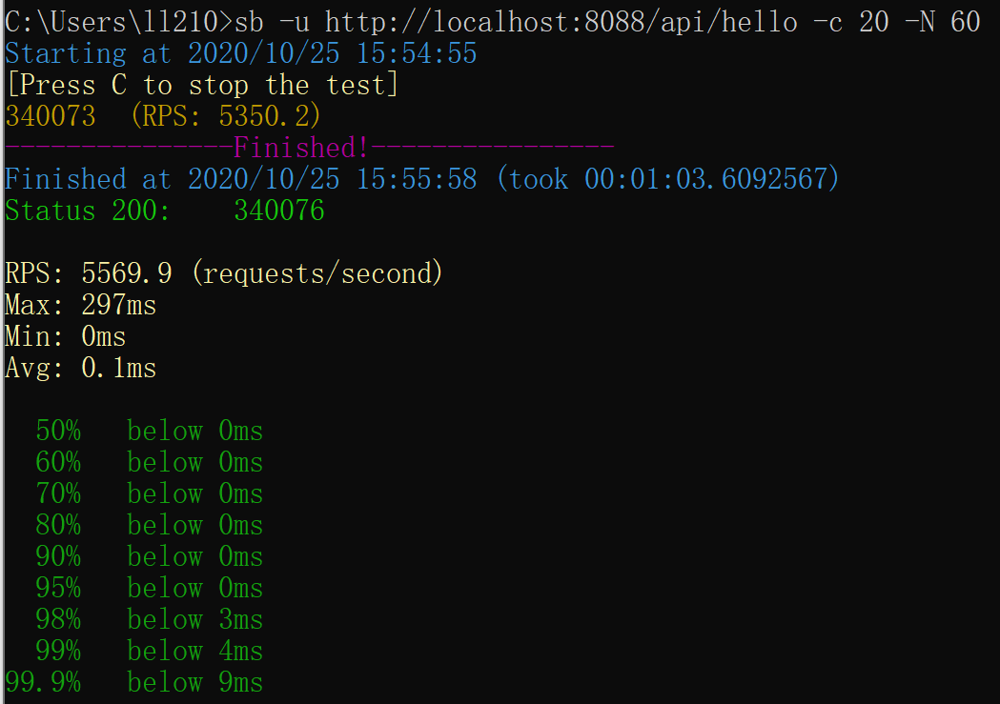 C:\Users\ll210>sb -u http://localhost:8088/api/hello -c 20 -N 60
Starting at 2020/10/25 15:54:55
[Press C to stop the test]
340073  (RPS: 5350.2)
---------------Finished!----------------
Finished at 2020/10/25 15:55:58 (took 00:01:03.6092567)
Status 200:    340076
RPS: 5569.9 (requests/second)
Max: 297ms
Min: 0ms
Avg: 0.1ms
50%   below 0ms
60%   below 0ms
70%   below 0ms
80%   below 0ms
90%   below 0ms
95%   below 0ms
98%   below 3ms
99%   below 4ms
99.9%   below 9ms